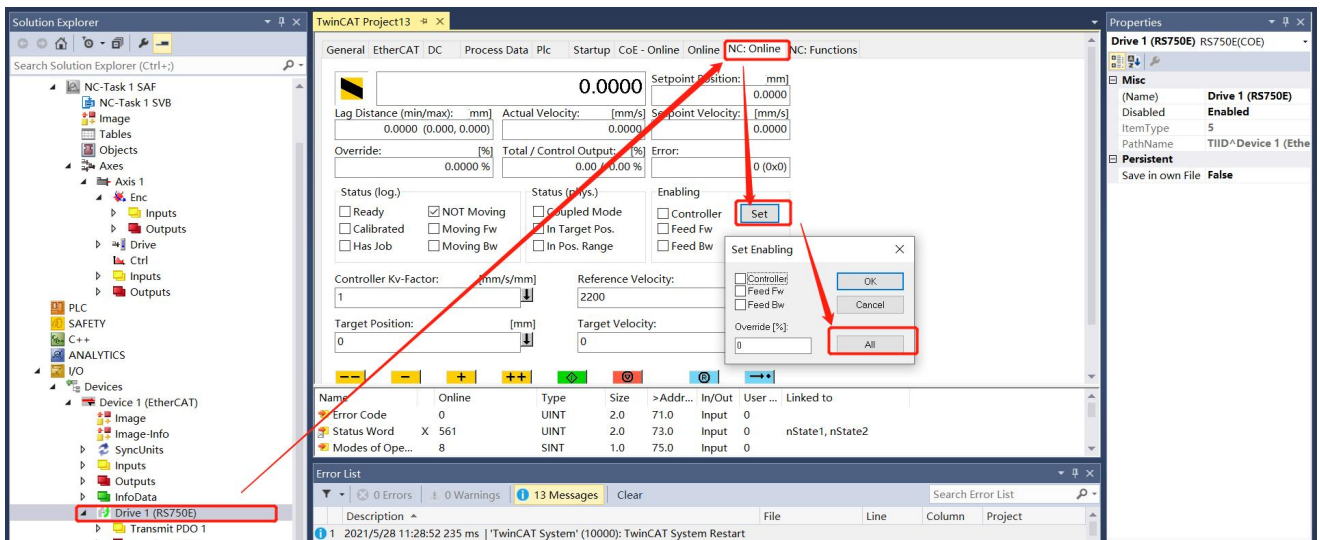 Solution Explorer
Search Solution Explorer (Ctrl+;)
NC-Task 1 SAF
NC-Task 1 SVB
Image
Tables
Objects
Axes
Axis 1
Enc
Inputs
Outputs
Drive
Ctrl
Inputs
Outputs
PLC
SAFETY
C++
ANALYTICS
I/O
Devices
Device 1 (EtherCAT)
Image
Image-Info
SyncUnits
Inputs
Outputs
InfoData
Drive 1 (RS750E)
Transmit PDO 1
TwinCAT Project13
General EtherCAT DC Process Data Plc Startup CoE - Online Online NC: Online NC: Functions
0.0000
Setpoint Position: mm]
0.0000
Lag Distance (min/max): mm] Actual Velocity: [mm/s] Setpoint Velocity: [mm/s]
0.0000 (0.000, 0.000) 0.0000 0.0000
Override: [%] Total / Control Output: [%] Error:
0.0000 % 0.00 / 0.00 % 0 (0x0)
Status (log.) Status (phys.) Enabling
Ready NOT Moving Coupled Mode Controller Set
Calibrated Moving Fw In Target Pos. Feed Fw
Has Job Moving Bw In Pos. Range Feed Bw
Controller Kv-Factor: [mm/s/mm] Reference Velocity:
1 2200
Target Position: [mm] Target Velocity:
0 0
Set Enabling
Controller OK
Feed Fw
Feed Bw Cancel
Override [%]:
0 All
-- - + ++
Name Online Type Size >Addr... In/Out User ... Linked to
Error Code 0 UINT 2.0 71.0 Input 0
Status Word X 561 UINT 2.0 73.0 Input 0 nState1, nState2
Modes of Ope... 8 SINT 1.0 75.0 Input 0
Error List
0 Errors 0 Warnings 13 Messages Clear Search Error List
Description File Line Column Project
1 2021/5/28 11:28:52 235 ms | 'TwinCAT System' (10000): TwinCAT System Restart
Properties
Drive 1 (RS750E) RS750E(COE)
Misc
(Name) Drive 1 (RS750E)
Disabled Enabled
ItemType 5
PathName TIID^Device 1 (Ethe
Persistent
Save in own File False